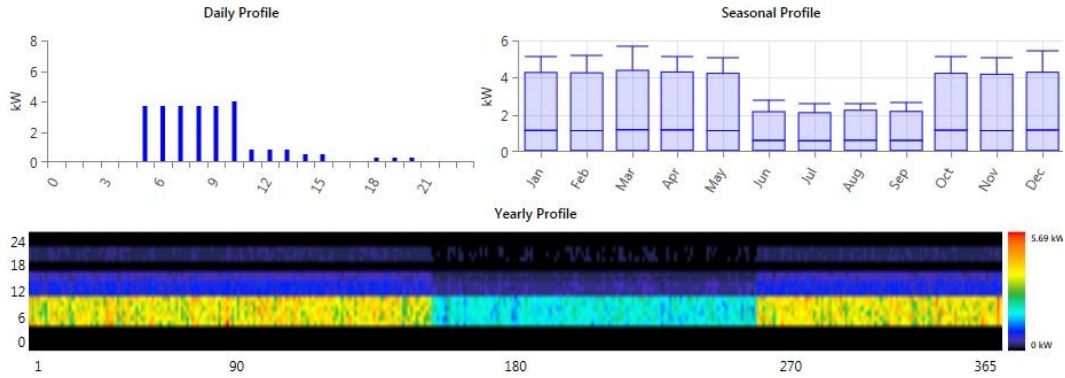 Daily Profile
8
6
4
2
0
kW
0
3
6
9
12
15
18
21
Seasonal Profile
6
4
2
0
kW
Jan
Feb
Mar
Apr
May
Jun
Jul
Aug
Sep
Oct
Nov
Dec
Yearly Profile
24
18
12
6
0
1
90
180
270
365
5.69 kW
0 kW